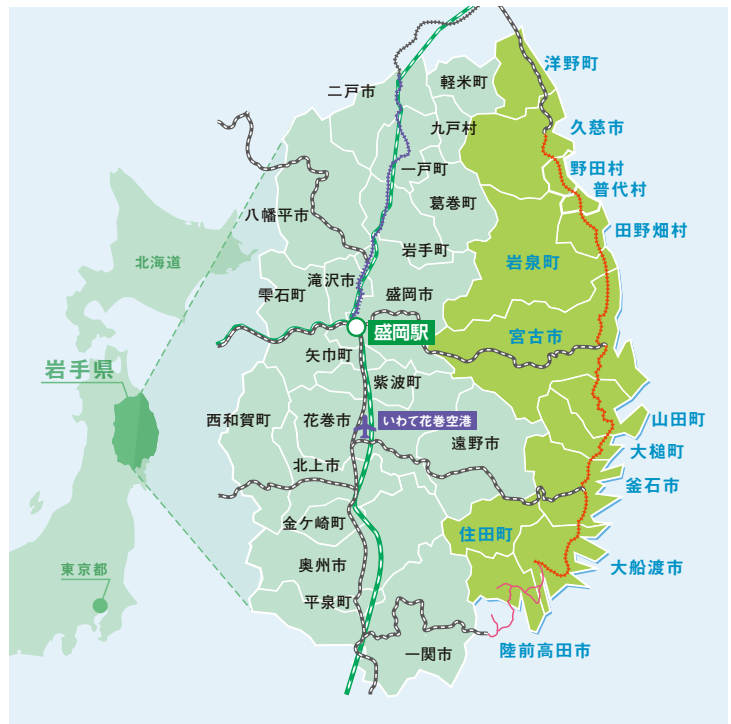 洋野町
軽米町
二戸市
久慈市
九戸村
一戸町
野田村
普代村
葛巻町
八幡平市
田野畑村
岩手町
北海道
岩泉町
滝沢市
雫石町
盛岡市
盛岡駅
宮古市
矢巾町
岩手県
紫波町
西和賀町
花巻市
いわて花巻空港
山田町
遠野市
大槌町
北上市
釜石市
金ケ崎町
住田町
奥州市
大船渡市
東京都
平泉町
陸前高田市
一関市